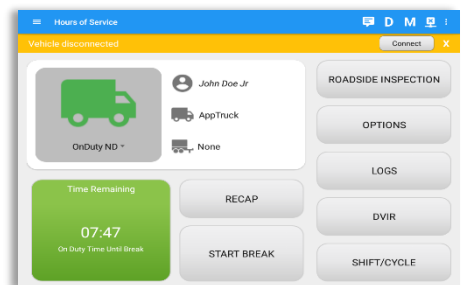 Hours of Service
D M
Vehicle disconnected
Connect
X
John Doe Jr
AppTruck
OnDuty ND
None
ROADSIDE INSPECTION
OPTIONS
LOGS
DVIR
SHIFT/CYCLE
Time Remaining
07:47
On Duty Time Until Break
RECAP
START BREAK